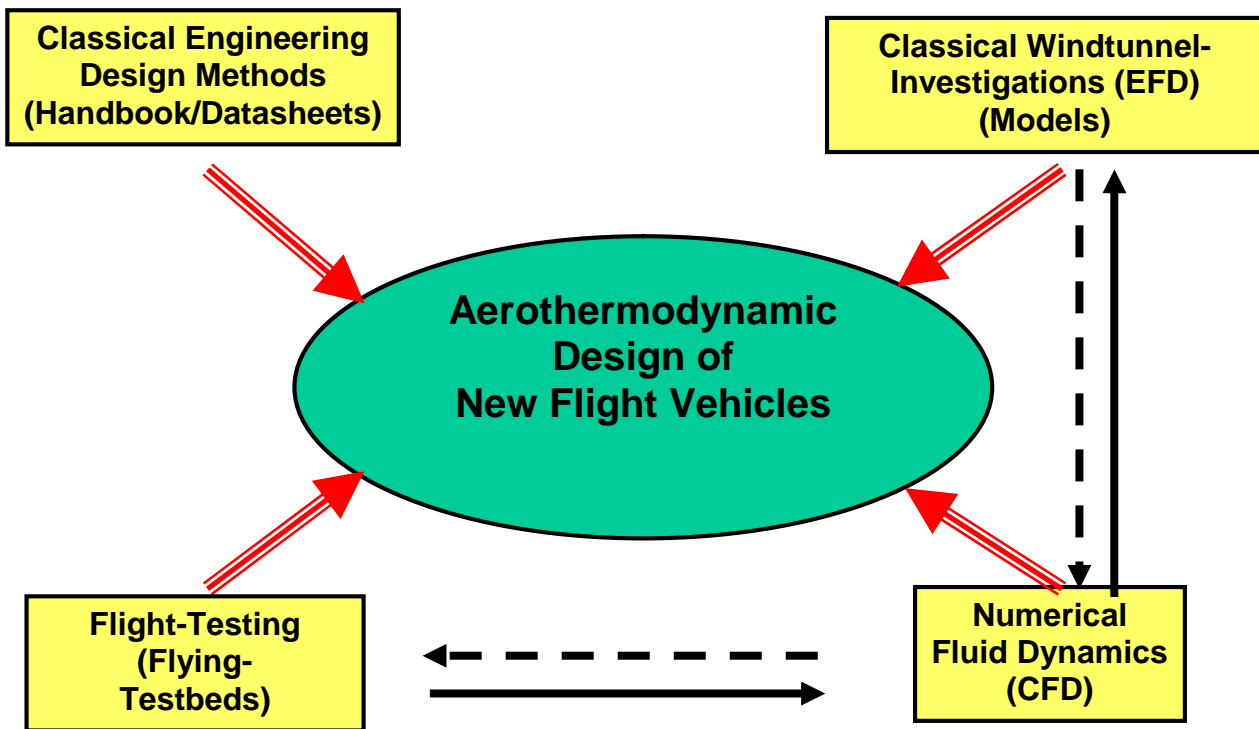 Classical Engineering
Design Methods
(Handbook/Datasheets)
Classical Windtunnel-
Investigations (EFD)
(Models)
Aerothermodynamic
Design of
New Flight Vehicles
Flight-Testing
(Flying-
Testbeds)
Numerical
Fluid Dynamics
(CFD)